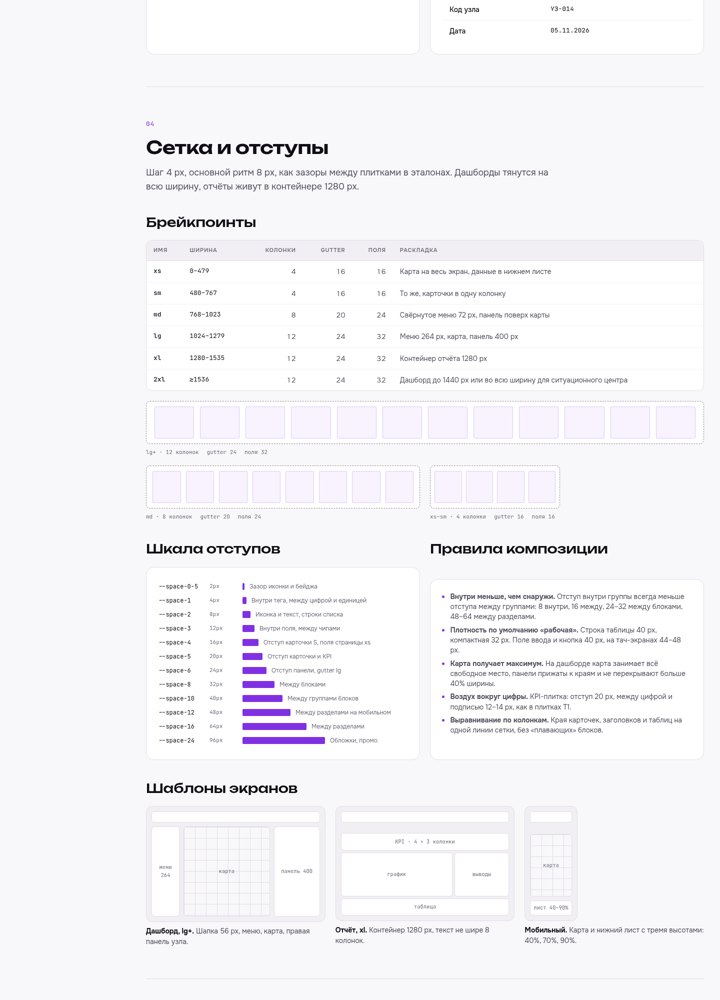 Код узла УЗ-014
Дата 05.11.2026
04
Сетка и отступы
Шаг 4 px, основной ритм 8 px, как зазоры между плитками в эталонах. Дашборды тянутся на
всю ширину, отчёты живут в контейнере 1280 px.
Брейкпоинты
ИМЯ ШИРИНА КОЛОНКИ GUTTER ПОЛЯ РАСКЛАДКА
xs 0–479 4 16 16 Карта на весь экран, данные в нижнем листе
sm 480–767 4 16 16 То же, карточки в одну колонку
md 768–1023 8 20 24 Свёрнутое меню 72 px, панель поверх карты
lg 1024–1279 12 24 32 Меню 264 px, карта, панель 400 px
xl 1280–1535 12 24 32 Контейнер отчёта 1280 px
2xl ≥1536 12 24 32 Дашборд до 1440 px или во всю ширину для ситуационного центра
lg+ · 12 колонок gutter 24 поля 32
md · 8 колонок gutter 20 поля 24
xs–sm · 4 колонки gutter 16 поля 16
Шкала отступов
--space-0-5 2px Зазор иконки и бейджа
--space-1 4px Внутри тега, между цифрой и единицей
--space-2 8px Иконка и текст, строки списка
--space-3 12px Внутри поля, между чипами
--space-4 16px Отступ карточки S, поля страницы xs
--space-5 20px Отступ карточки и KPI
--space-6 24px Отступ панели, gutter lg
--space-8 32px Между блоками
--space-10 40px Между группами блоков
--space-12 48px Между разделами на мобильном
--space-16 64px Между разделами
--space-24 96px Обложки, промо
Правила композиции
Внутри меньше, чем снаружи. Отступ внутри группы всегда меньше
отступа между группами: 8 внутри, 16 между, 24–32 между блоками,
48–64 между разделами.
Плотность по умолчанию «рабочая». Строка таблицы 40 px,
компактная 32 px. Поле ввода и кнопка 40 px, на тач-экранах 44–48
px.
Карта получает максимум. На дашборде карта занимает всё
свободное место, панели прижаты к краям и не перекрывают больше
40% ширины.
Воздух вокруг цифры. KPI-плитка: отступ 20 px, между цифрой и
подписью 12–14 px, как в плитках T1.
Выравнивание по колонкам. Края карточек, заголовков и таблиц на
одной линии сетки, без «плавающих» блоков.
Шаблоны экранов
меню
264
карта
панель 400
Дашборд, lg+. Шапка 56 px, меню, карта, правая
панель узла.
KPI · 4 × 3 колонки
график
выводы
таблица
Отчёт, xl. Контейнер 1280 px, текст не шире 8
колонок.
карта
лист 40–90%
Мобильный. Карта и нижний лист с тремя высотами:
40%, 70%, 90%.